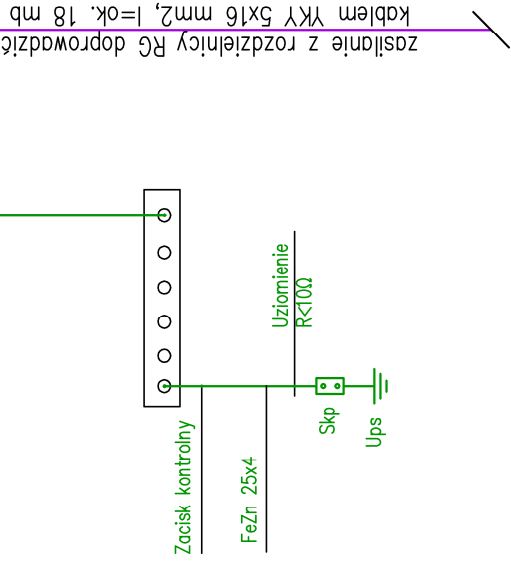 zasilanie z rozdzielnicy RG doprowadzić
kablem YKY 5x16 mm2, l=ok. 18 mb
Uziomienie
R<10Ω
Zacisk kontrolny
FeZn 25x4
Skp
Ups